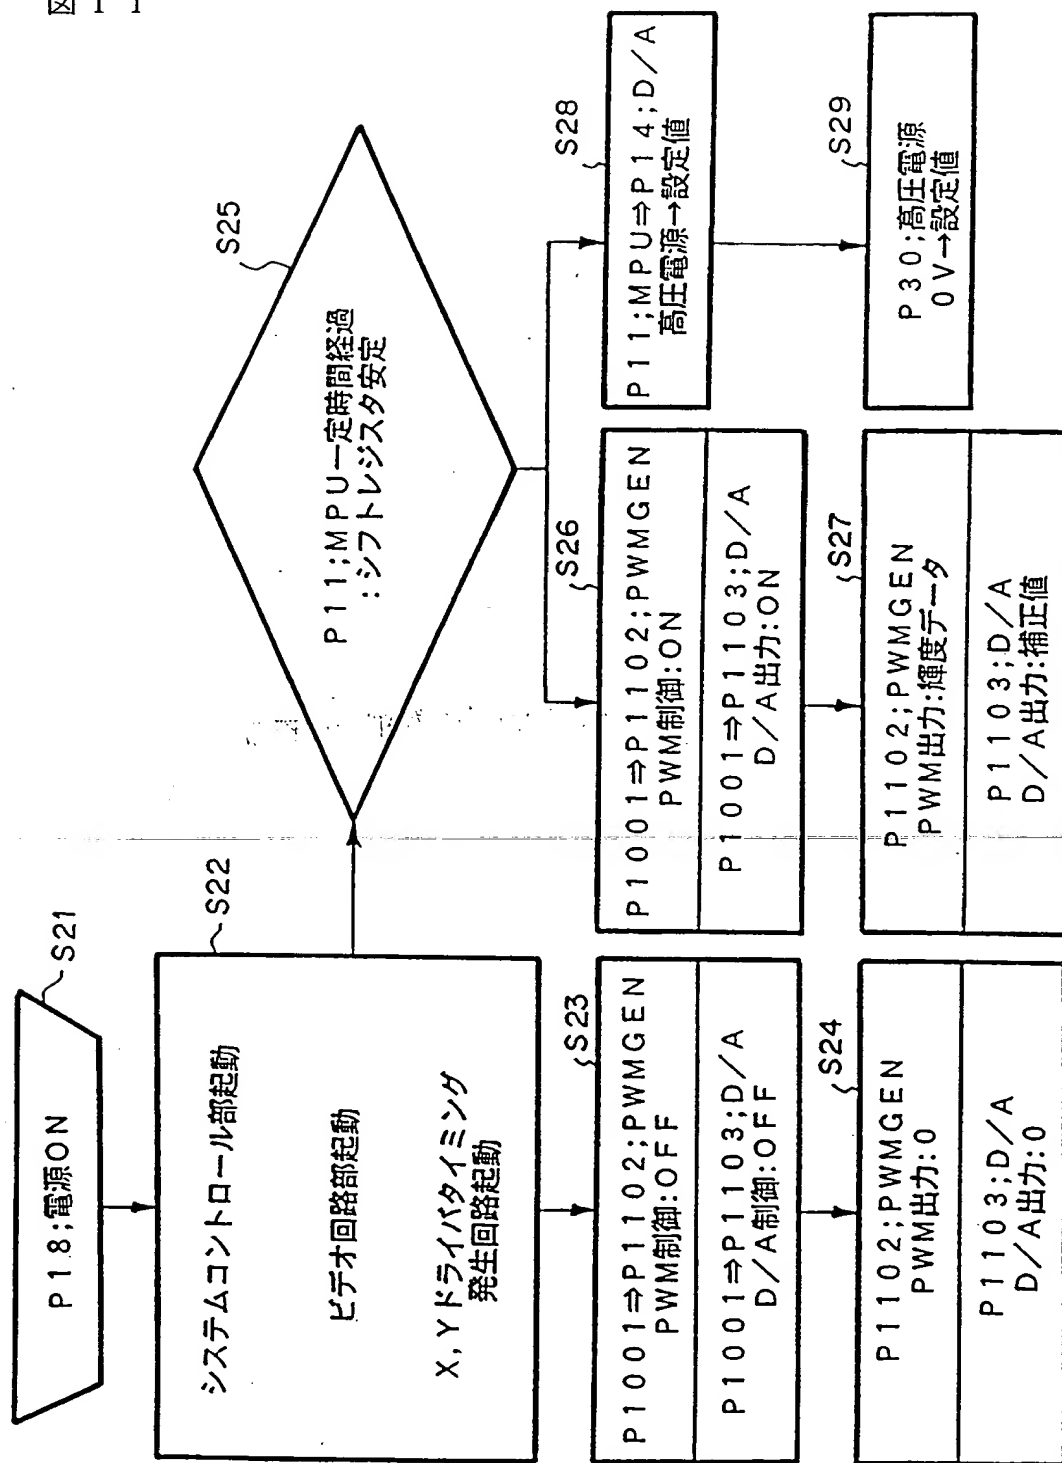 図11
P18;電源ON
S21
システムコントロール部起動
ビデオ回路部起動
X,Yドライバタイミング
発生回路起動
S22
P1001⇒P1102;PWMGEN
PWM制御:OFF
P1001⇒P1103;D/A
D/A制御:OFF
S23
P1102;PWMGEN
PWM出力:0
P1103;D/A
D/A出力:0
S24
P11;MPU一定時間経過
:シフトレジスタ安定
S25
P1001⇒P1102;PWMGEN
PWM制御:ON
P1001⇒P1103;D/A
D/A出力:ON
S26
P1102;PWMGEN
PWM出力:輝度データ
P1103;D/A
D/A出力:補正値
S27
P11;MPU⇒P14;D/A
高圧電源→設定値
S28
P30;高圧電源
0V→設定値
S29